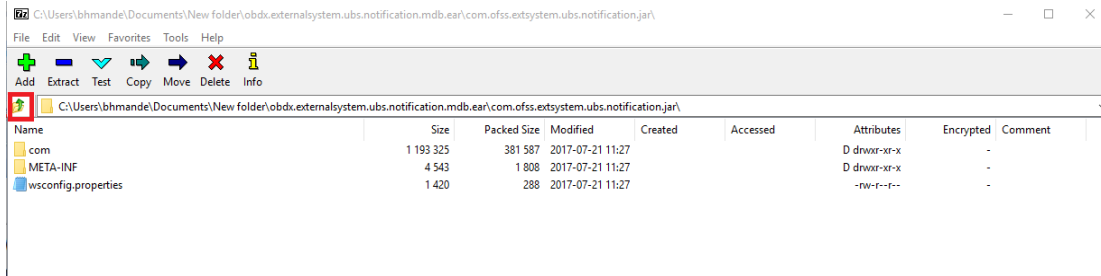 7z C:\Users\bhmande\Documents\New folder\obdx.externalsystem.ubs.notification.mdb.ear\com.ofss.extsystem.ubs.notification.jar\
File Edit View Favorites Tools Help
Add Extract Test Copy Move Delete Info
C:\Users\bhmande\Documents\New folder\obdx.externalsystem.ubs.notification.mdb.ear\com.ofss.extsystem.ubs.notification.jar\
Name Size Packed Size Modified Created Accessed Attributes Encrypted Comment
com 1 193 325 381 587 2017-07-21 11:27 D drwxr-xr-x -
META-INF 4 543 1 808 2017-07-21 11:27 D drwxr-xr-x -
wsconfig.properties 1 420 288 2017-07-21 11:27 -rw-r--r-- -